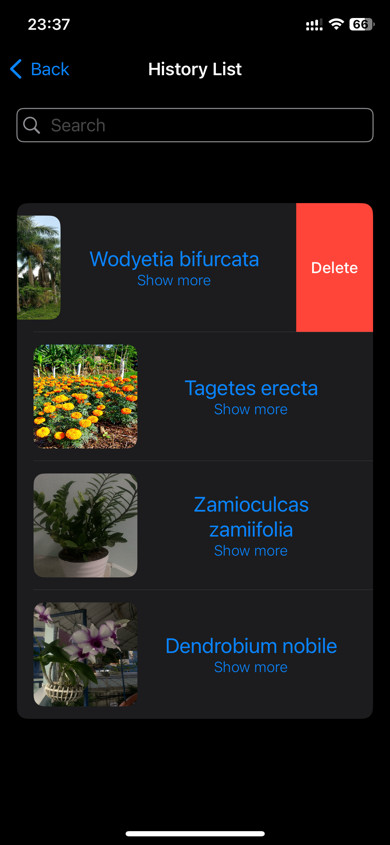 23:37
66
Back
History List
Search
Wodyetia bifurcata
Show more
Delete
Tagetes erecta
Show more
Zamioculcas
zamiifolia
Show more
Dendrobium nobile
Show more